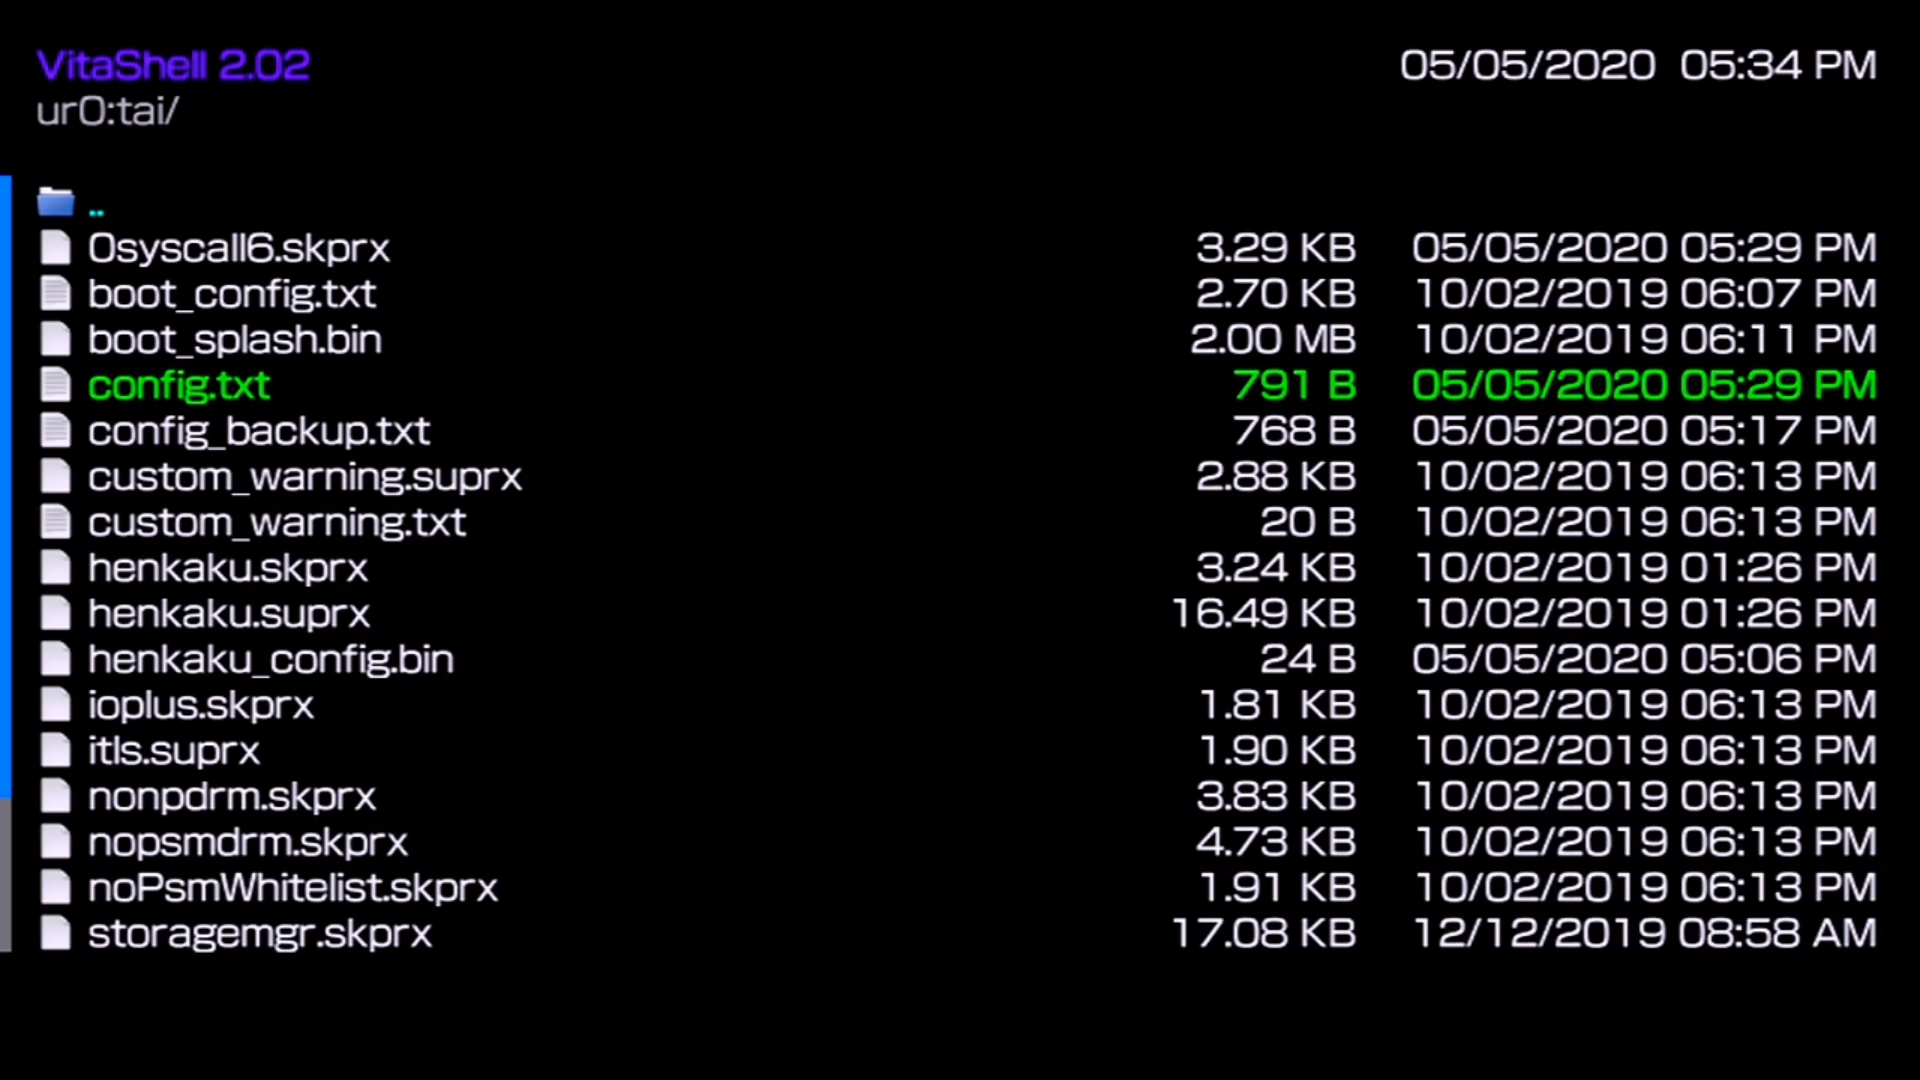 VitaShell 2.02 05/05/2020 05:34 PM
ur0:tai/
..
0syscall6.skprx 3.29 KB 05/05/2020 05:29 PM
boot_config.txt 2.70 KB 10/02/2019 06:07 PM
boot_splash.bin 2.00 MB 10/02/2019 06:11 PM
config.txt 791 B 05/05/2020 05:29 PM
config_backup.txt 768 B 05/05/2020 05:17 PM
custom_warning.suprx 2.88 KB 10/02/2019 06:13 PM
custom_warning.txt 20 B 10/02/2019 06:13 PM
henkaku.skprx 3.24 KB 10/02/2019 01:26 PM
henkaku.suprx 16.49 KB 10/02/2019 01:26 PM
henkaku_config.bin 24 B 05/05/2020 05:06 PM
ioplus.skprx 1.81 KB 10/02/2019 06:13 PM
itls.suprx 1.90 KB 10/02/2019 06:13 PM
nonpdrm.skprx 3.83 KB 10/02/2019 06:13 PM
nopsmdrm.skprx 4.73 KB 10/02/2019 06:13 PM
noPsmWhitelist.skprx 1.91 KB 10/02/2019 06:13 PM
storagemgr.skprx 17.08 KB 12/12/2019 08:58 AM